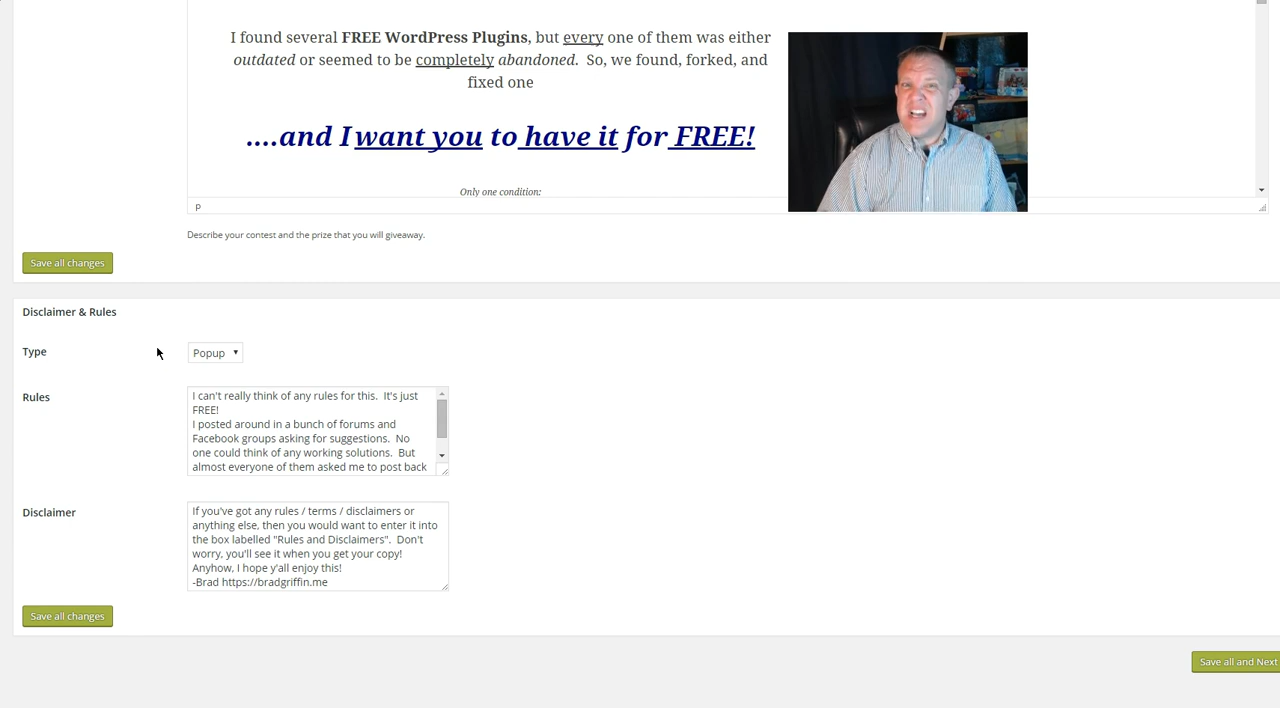 I found several FREE WordPress Plugins, but every one of them was either
outdated or seemed to be completely abandoned.  So, we found, forked, and
fixed one
....and I want you to have it for FREE!
Only one condition:
p
Describe your contest and the prize that you will giveaway.
Save all changes
Disclaimer & Rules
Type
Popup
Rules
I can't really think of any rules for this.  It's just
FREE!
I posted around in a bunch of forums and
Facebook groups asking for suggestions.  No
one could think of any working solutions.  But
almost everyone of them asked me to post back
Disclaimer
If you've got any rules / terms / disclaimers or
anything else, then you would want to enter it into
the box labelled "Rules and Disclaimers".  Don't
worry, you'll see it when you get your copy!
Anyhow, I hope y'all enjoy this!
-Brad https://bradgriffin.me
Save all changes
Save all and Next